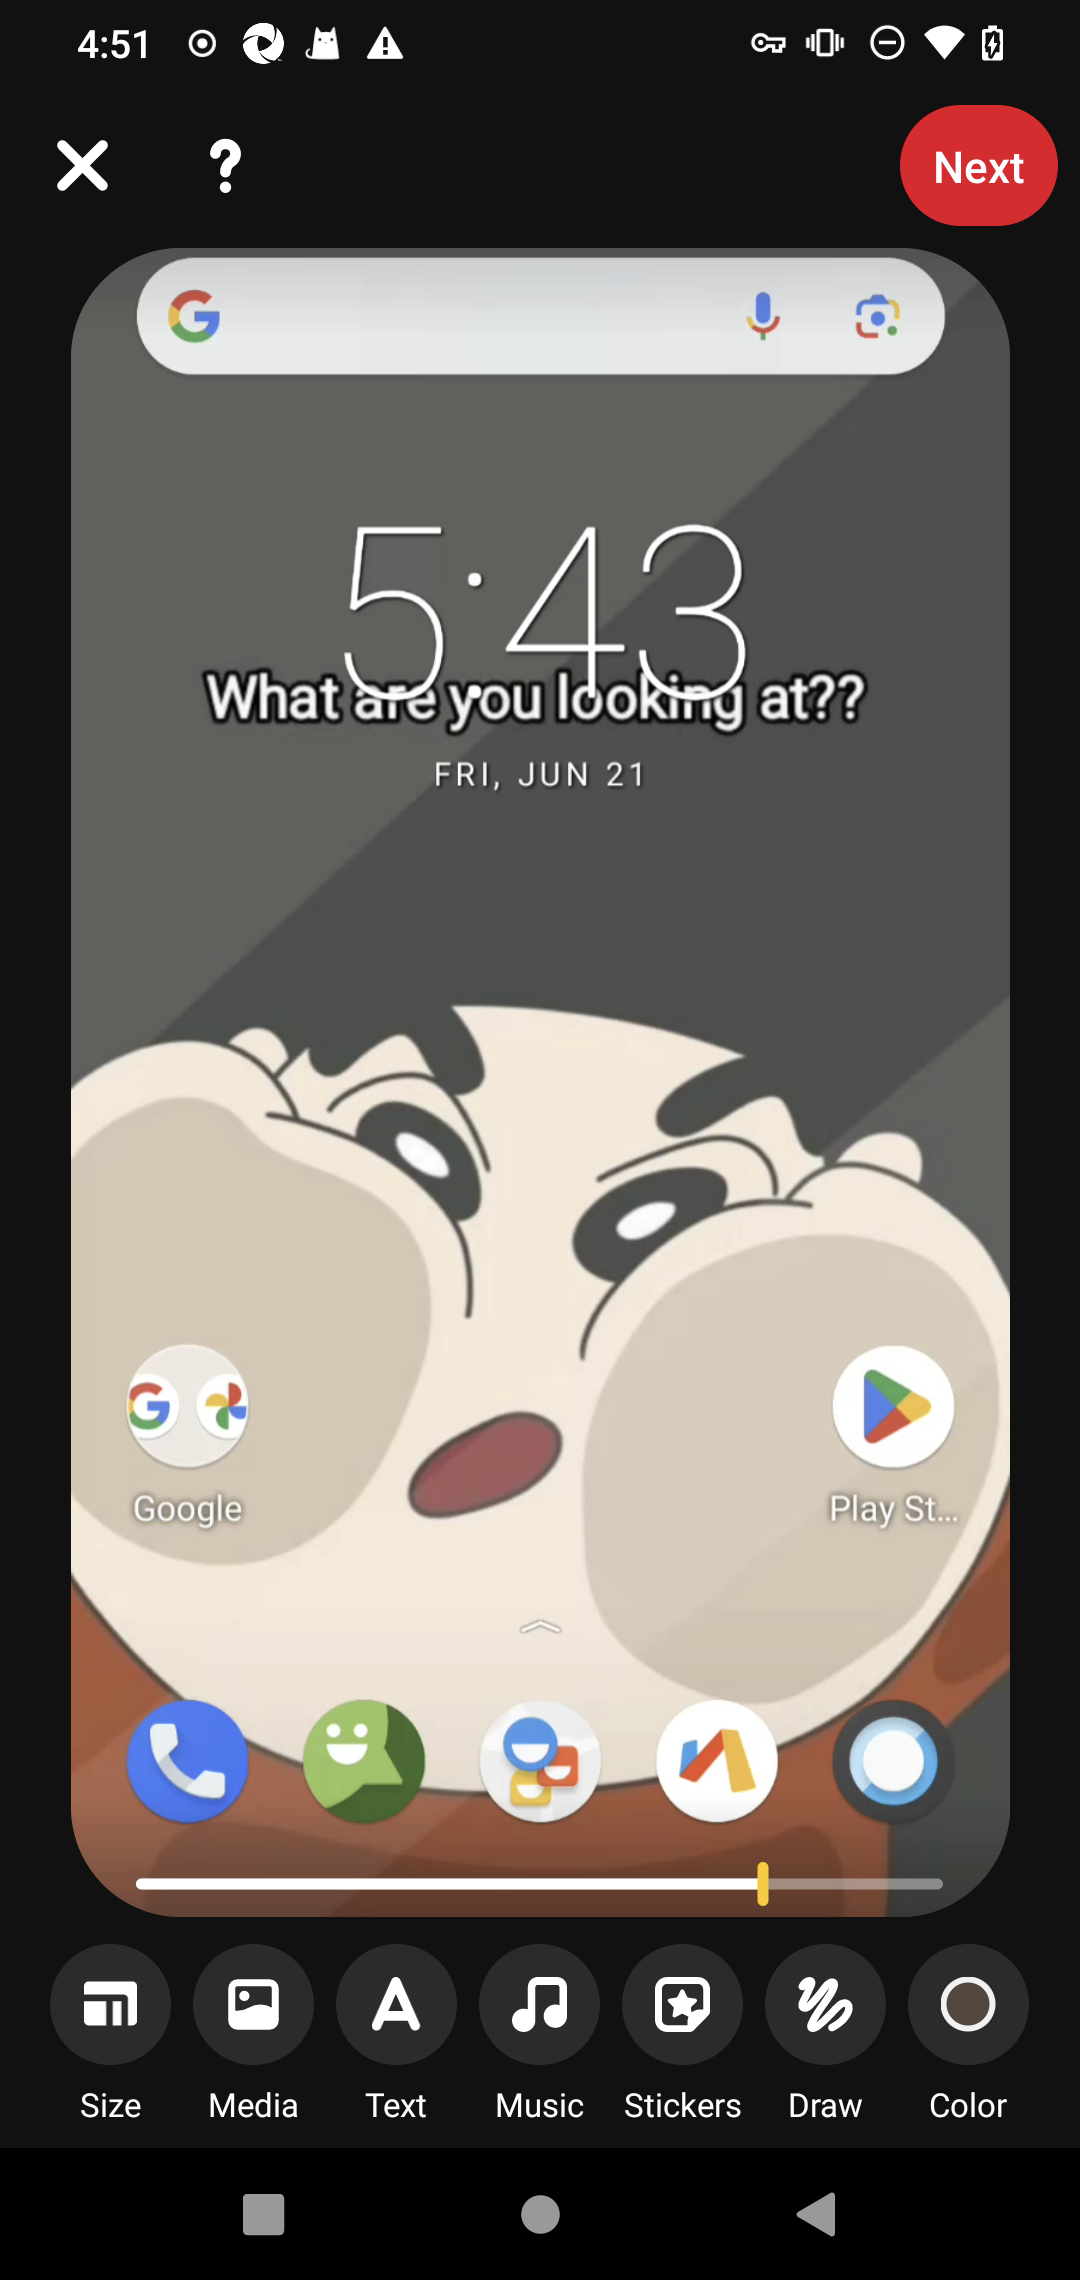 4:51
Next
5:43
What are you looking at??
FRI, JUN 21
Google
Play St...
Size
Media
Text
Music
Stickers
Draw
Color